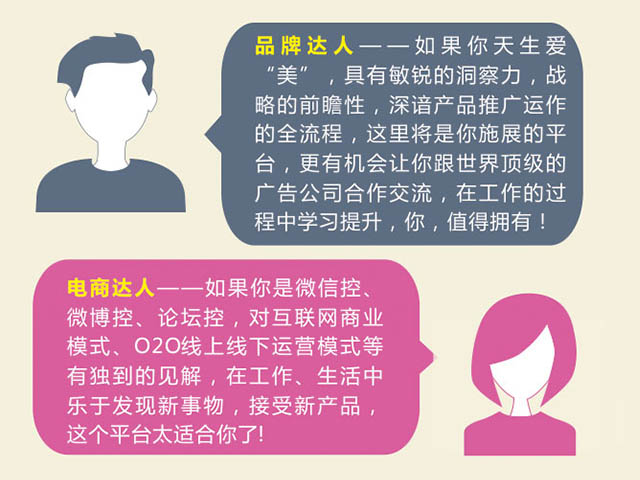 品牌达人——如果你天生爱
“美”，具有敏锐的洞察力，战
略的前瞻性，深谙产品推广运作
的全流程，这里将是你施展的平
台，更有机会让你跟世界顶级的
广告公司合作交流，在工作的过
程中学习提升，你，值得拥有！
电商达人——如果你是微信控、
微博控、论坛控，对互联网商业
模式、O2O线上线下运营模式等
有独到的见解，在工作、生活中
乐于发现新事物，接受新产品，
这个平台太适合你了!